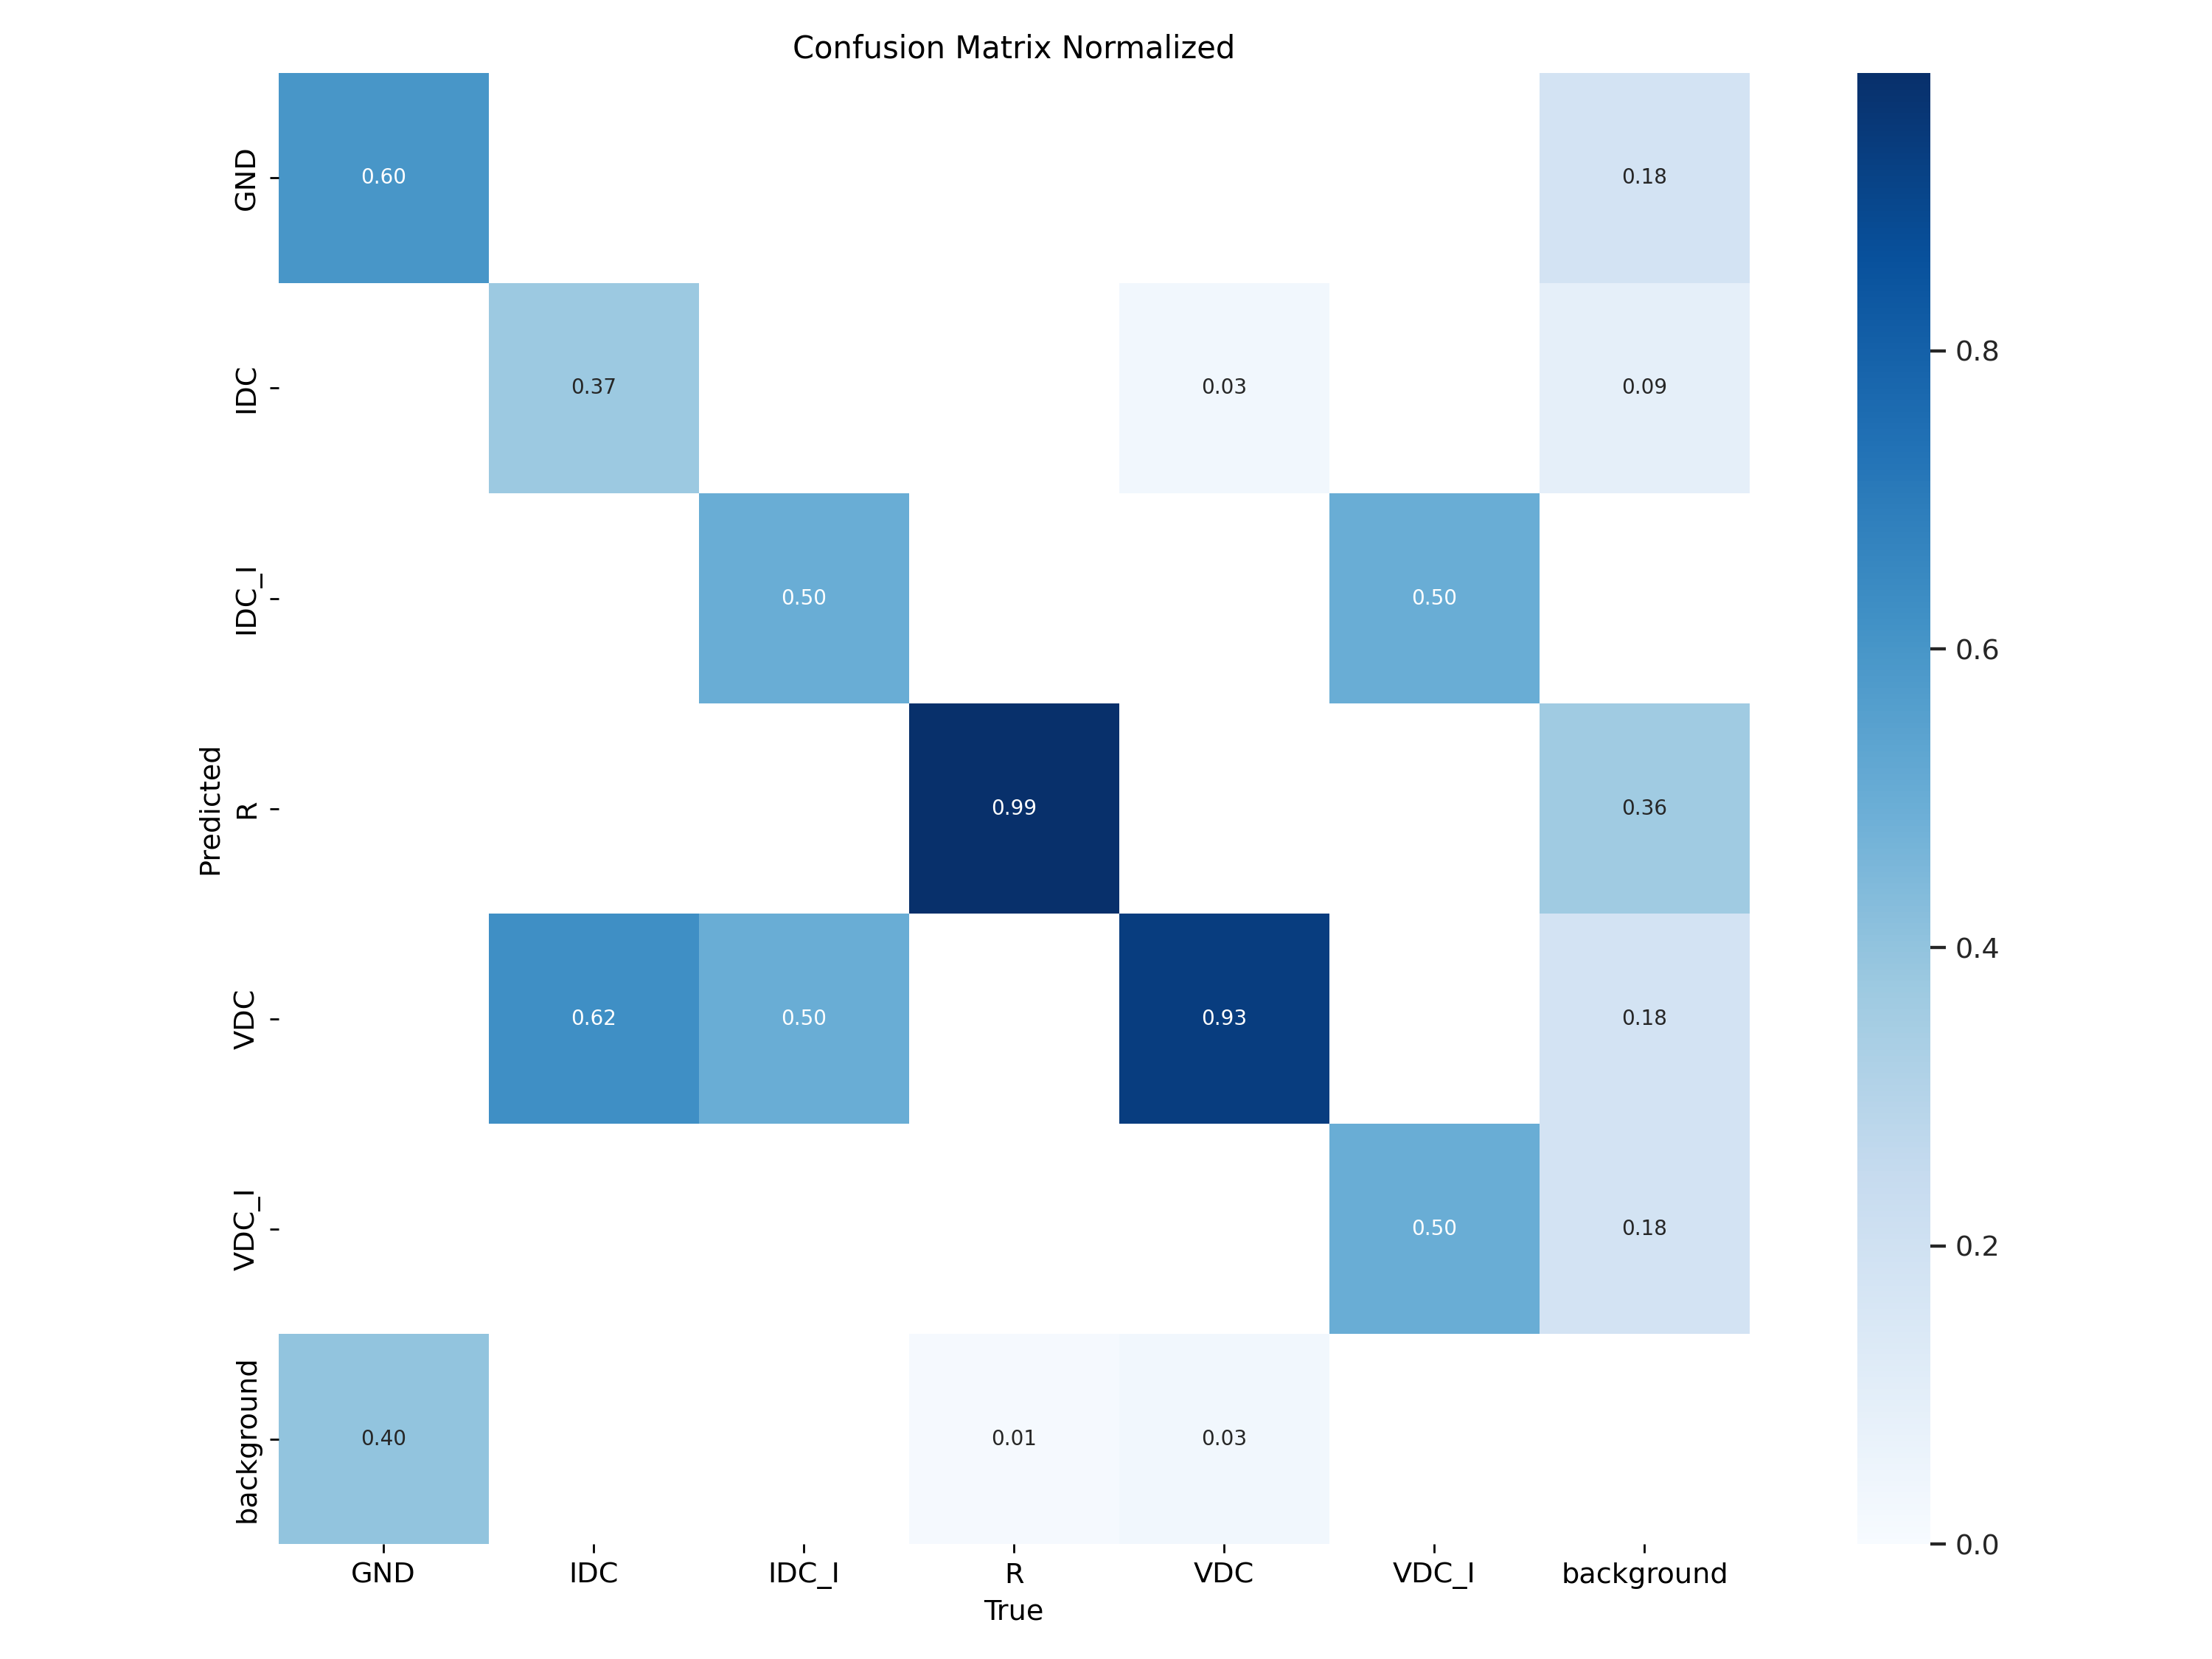 Confusion Matrix Normalized
GND
0.60
0.18
IDC
0.37
0.03
0.09
0.8
IDC_I
0.50
0.50
0.6
Predicted
R
0.99
0.36
0.4
VDC
0.62
0.50
0.93
0.18
VDC_I
0.50
0.18
0.2
background
0.40
0.01
0.03
0.0
GND IDC IDC_I R VDC VDC_I background
True